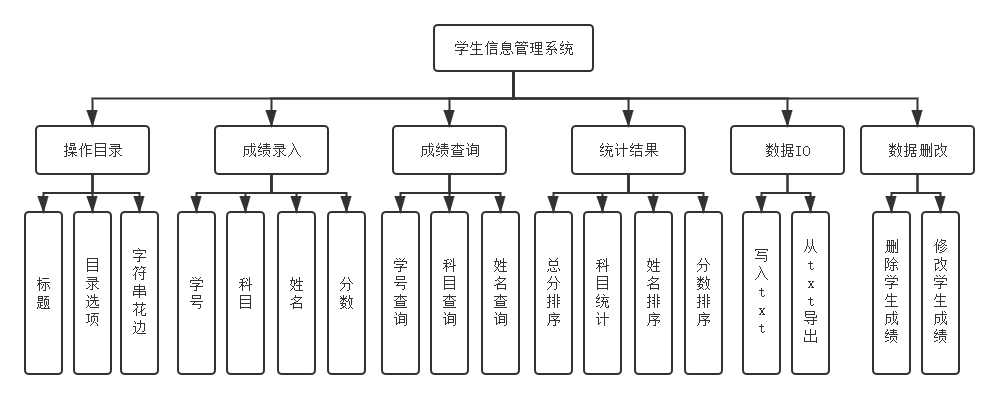 学生信息管理系统
操作目录
成绩录入
成绩查询
统计结果
数据IO
数据删改
标题
目录选项
字符串花边
学号
科目
姓名
分数
学号查询
科目查询
姓名查询
总分排序
科目统计
姓名排序
分数排序
写入txt
从txt导出
删除学生成绩
修改学生成绩